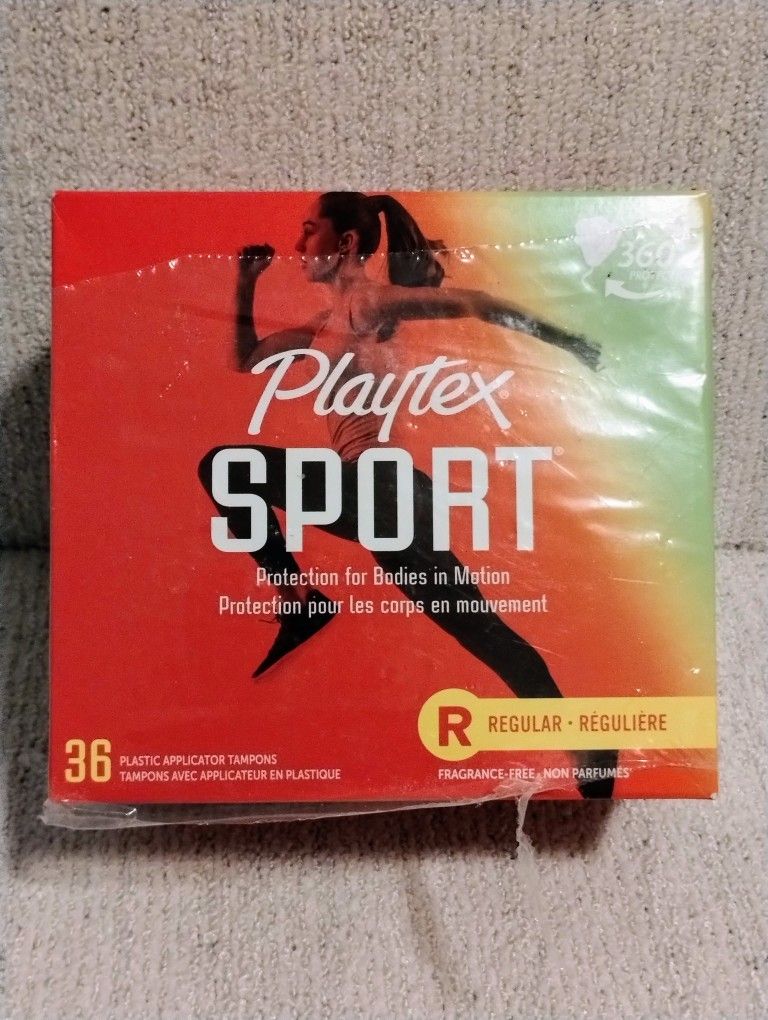 360°
Playtex®
SPORT®
Protection for Bodies in Motion
Protection pour les corps en mouvement
R REGULAR • RÉGULIÈRE
36 PLASTIC APPLICATOR TAMPONS
TAMPONS AVEC APPLICATEUR EN PLASTIQUE
FRAGRANCE-FREE • NON PARFUMÉS